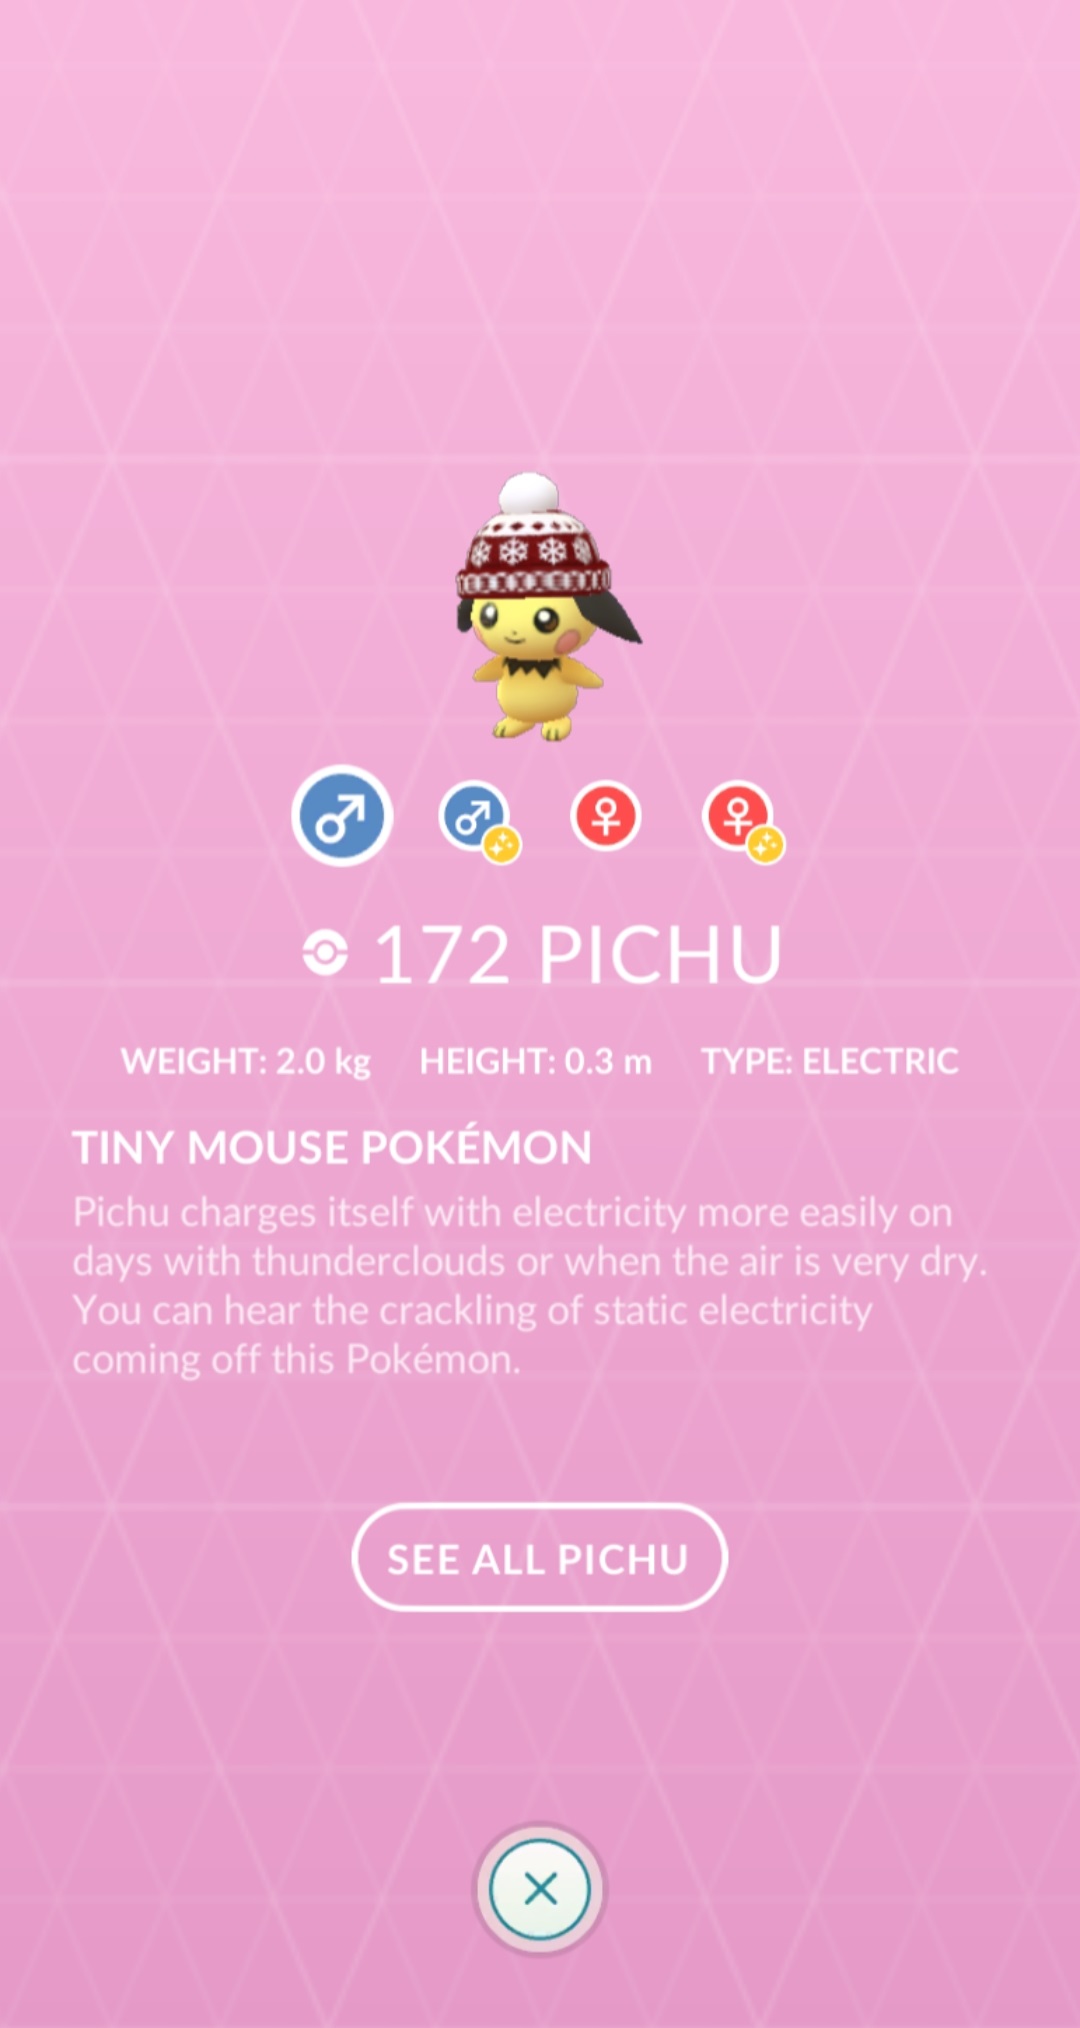 172 PICHU
WEIGHT: 2.0 kg HEIGHT: 0.3 m TYPE: ELECTRIC
TINY MOUSE POKÉMON
Pichu charges itself with electricity more easily on
days with thunderclouds or when the air is very dry.
You can hear the crackling of static electricity
coming off this Pokémon.
SEE ALL PICHU